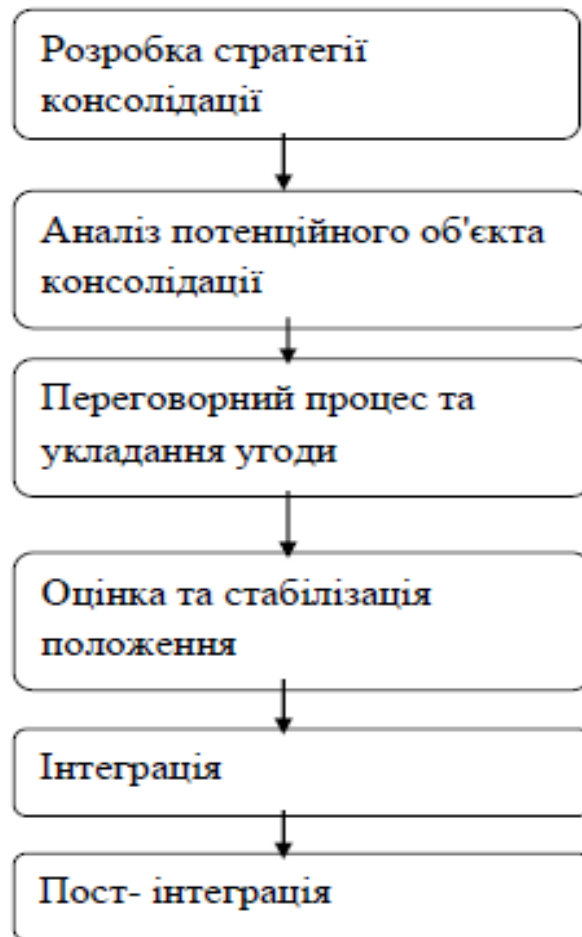 Розробка стратегії
консолідації
Аналіз потенційного об'єкта
консолідації
Переговорний процес та
укладання угоди
Оцінка та стабілізація
положення
Інтеграція
Пост- інтеграція